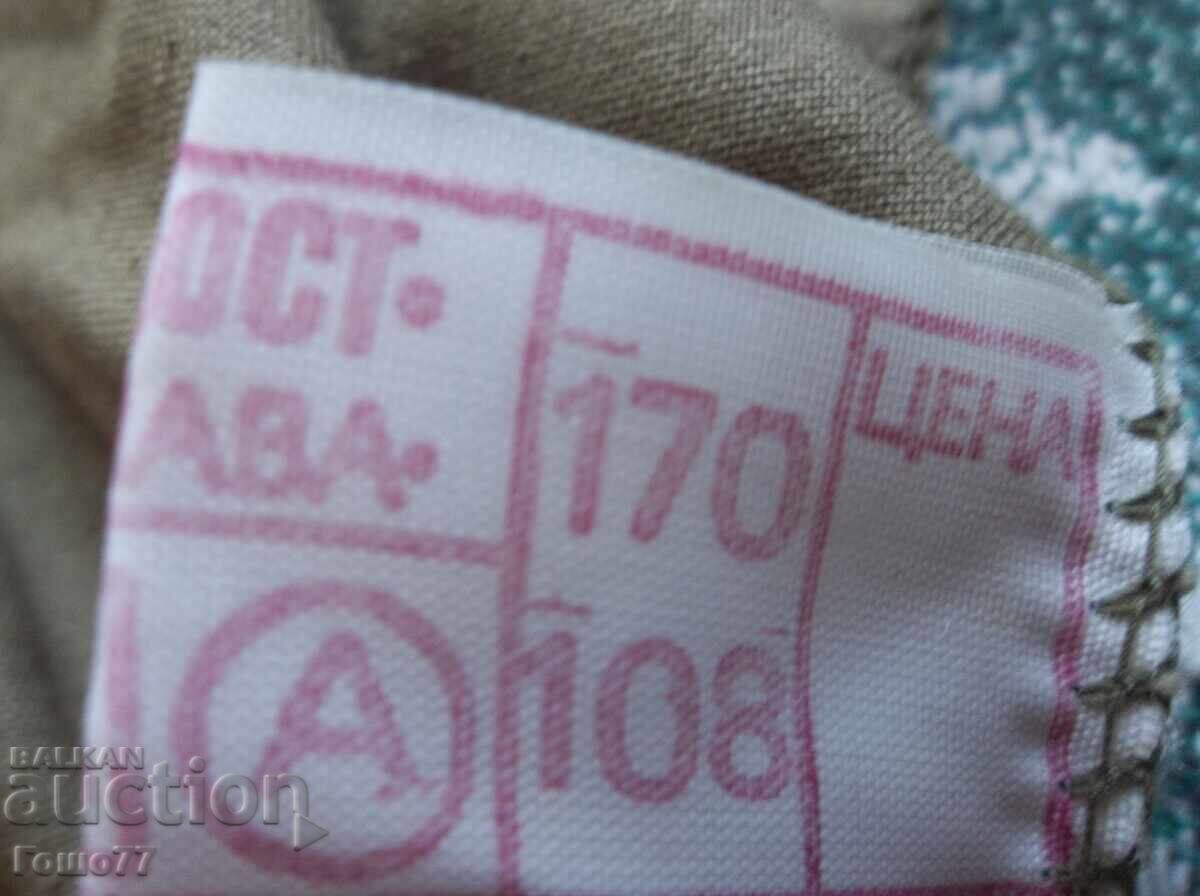 ОСТ.
АВА.
170
108
ЦЕНА
A
BALKAN
auction
Гошо77